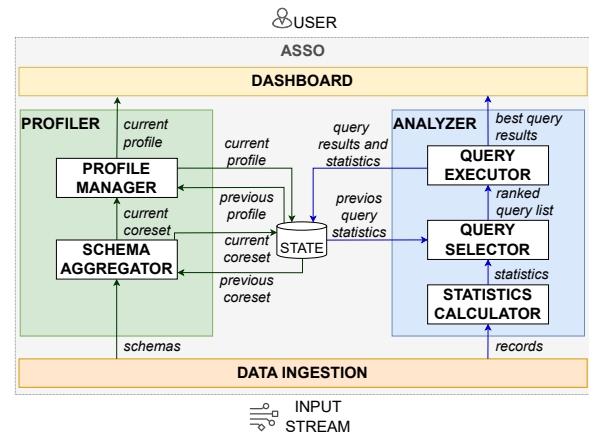 USER
ASSO
DASHBOARD
PROFILER
current
profile
PROFILE
MANAGER
current
coreset
SCHEMA
AGGREGATOR
schemas
current
profile
previous
profile
STATE
current
coreset
previous
coreset
query
results and
statistics
previos
query
statistics
ANALYZER
best query
results
QUERY
EXECUTOR
ranked
query list
QUERY
SELECTOR
statistics
STATISTICS
CALCULATOR
records
DATA INGESTION
INPUT
STREAM